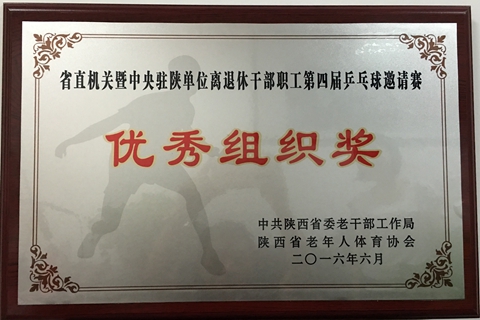 省直机关暨中央驻陕单位离退休干部职工第四届乒乓球邀请赛
优秀组织奖
中共陕西省委老干部工作局
陕西省老年人体育协会
二〇一六年六月